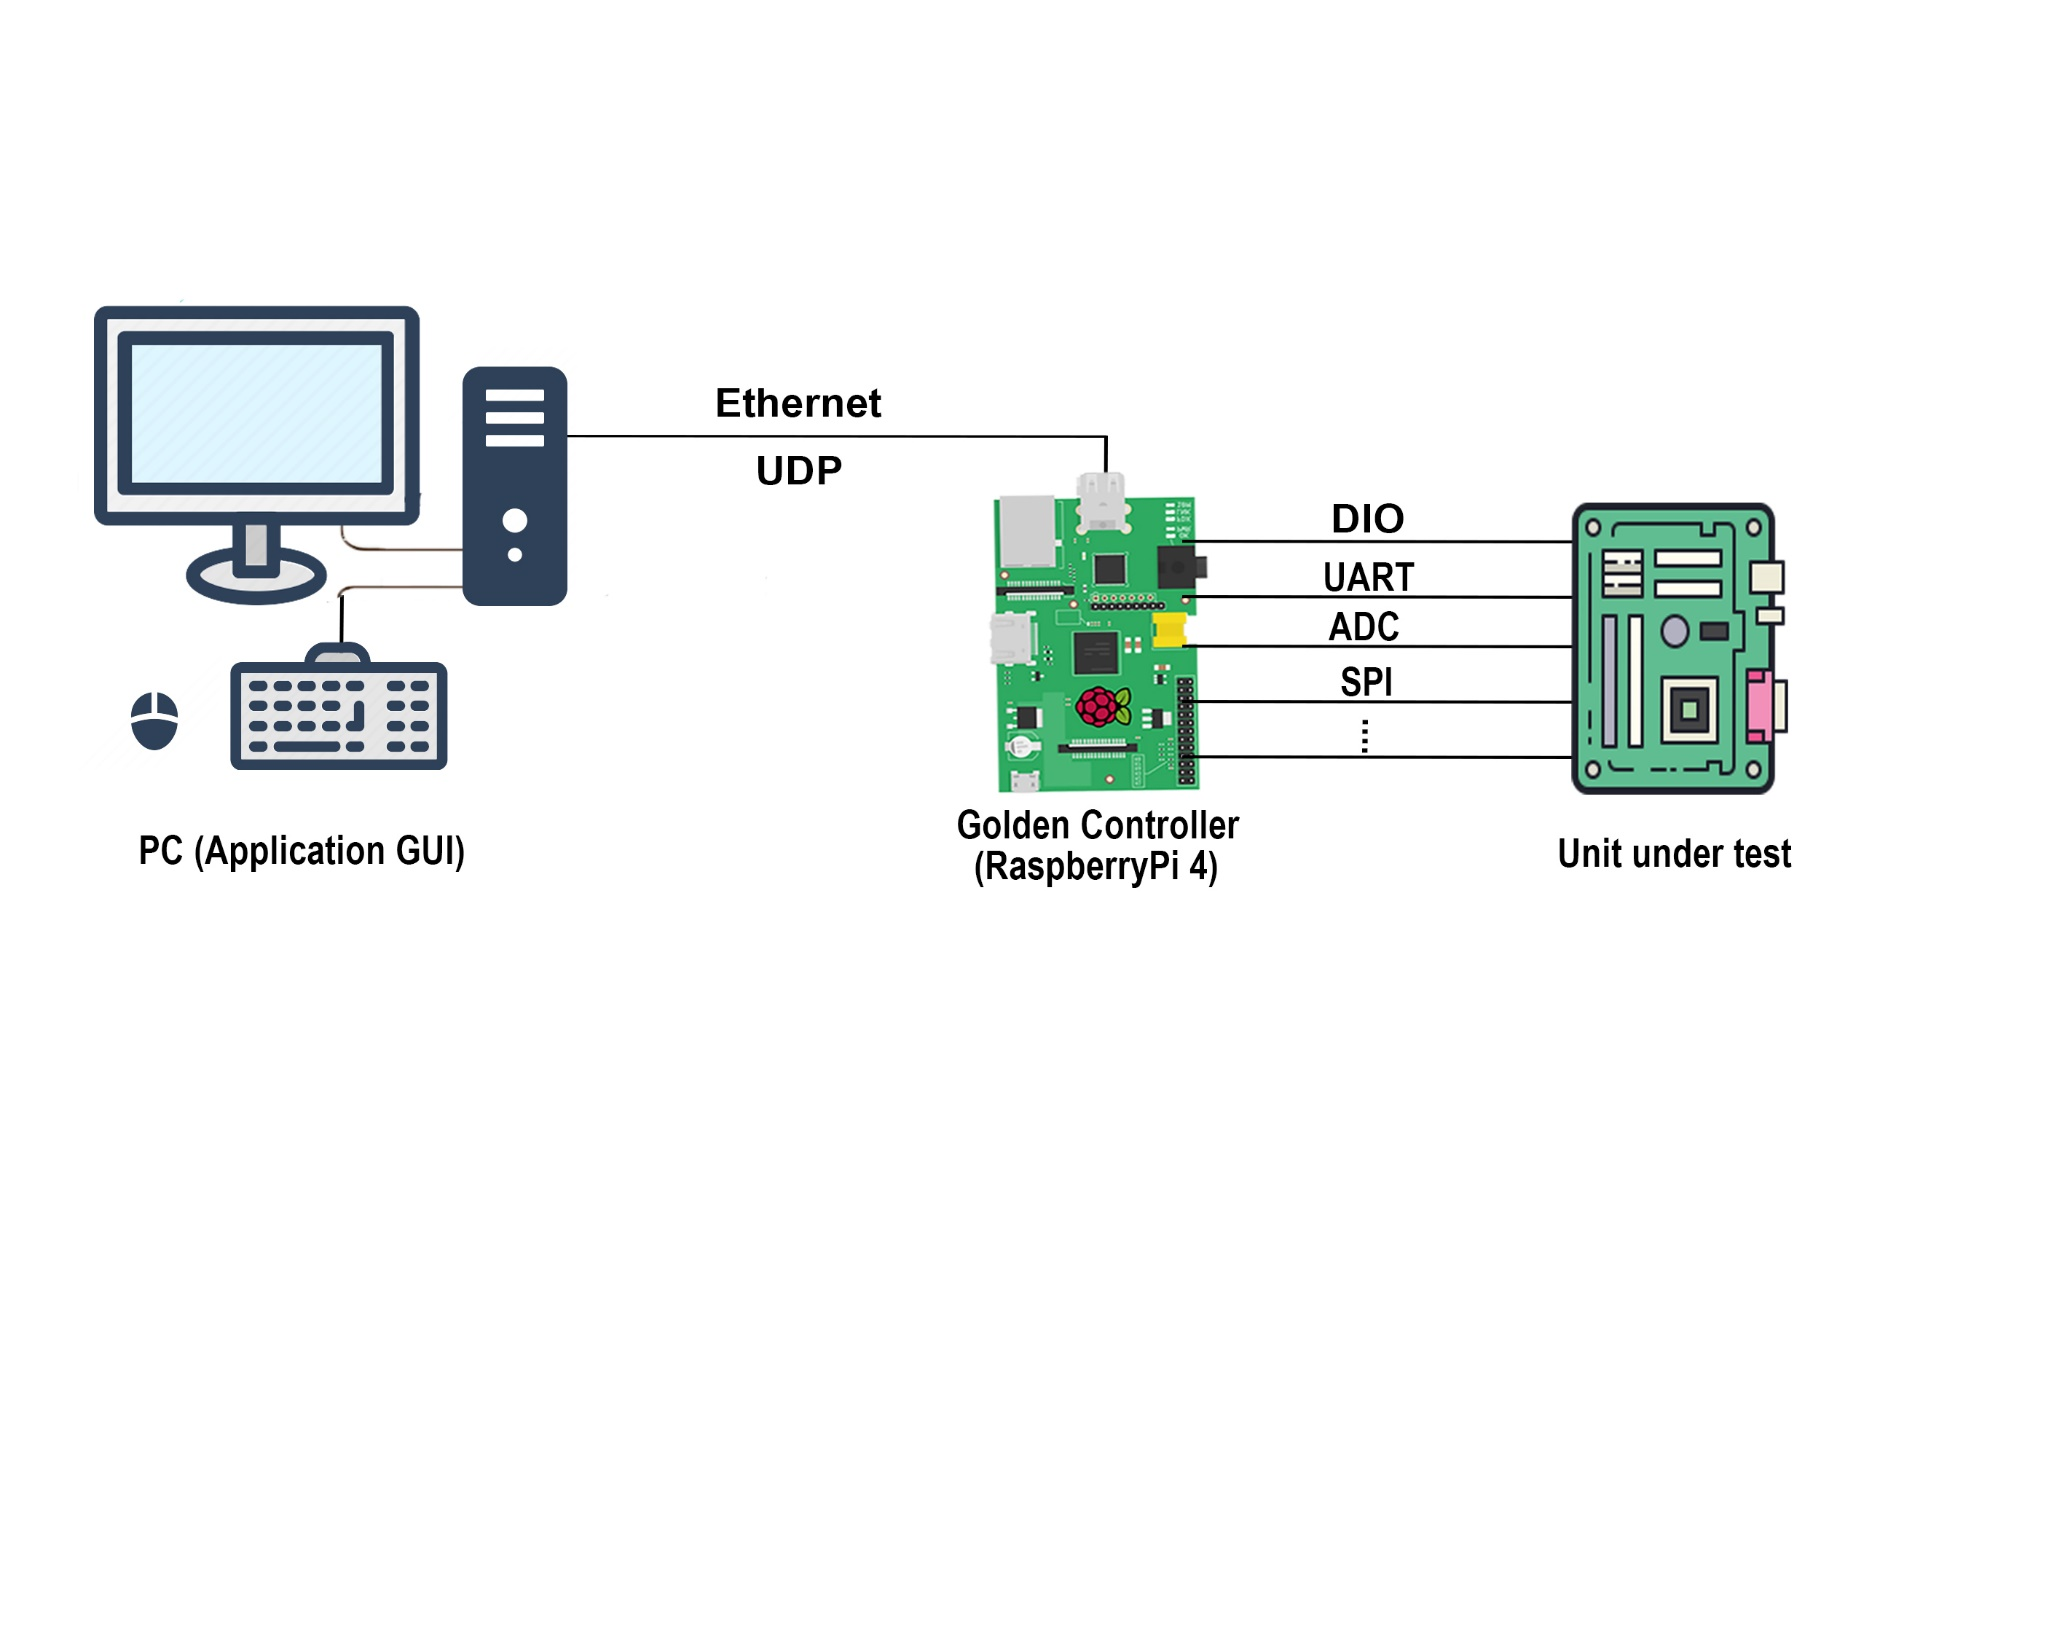 Ethernet
UDP
DIO
UART
ADC
SPI
PC (Application GUI)
Golden Controller
(RaspberryPi 4)
Unit under test